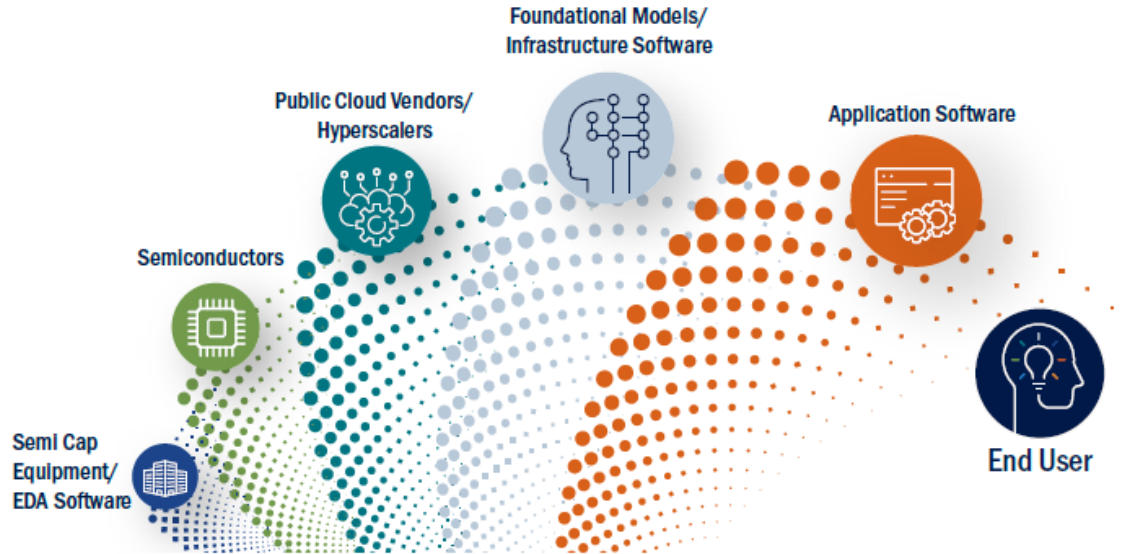 Foundational Models/
Infrastructure Software
Public Cloud Vendors/
Hyperscalers
Application Software
Semiconductors
Semi Cap
Equipment/
EDA Software
End User